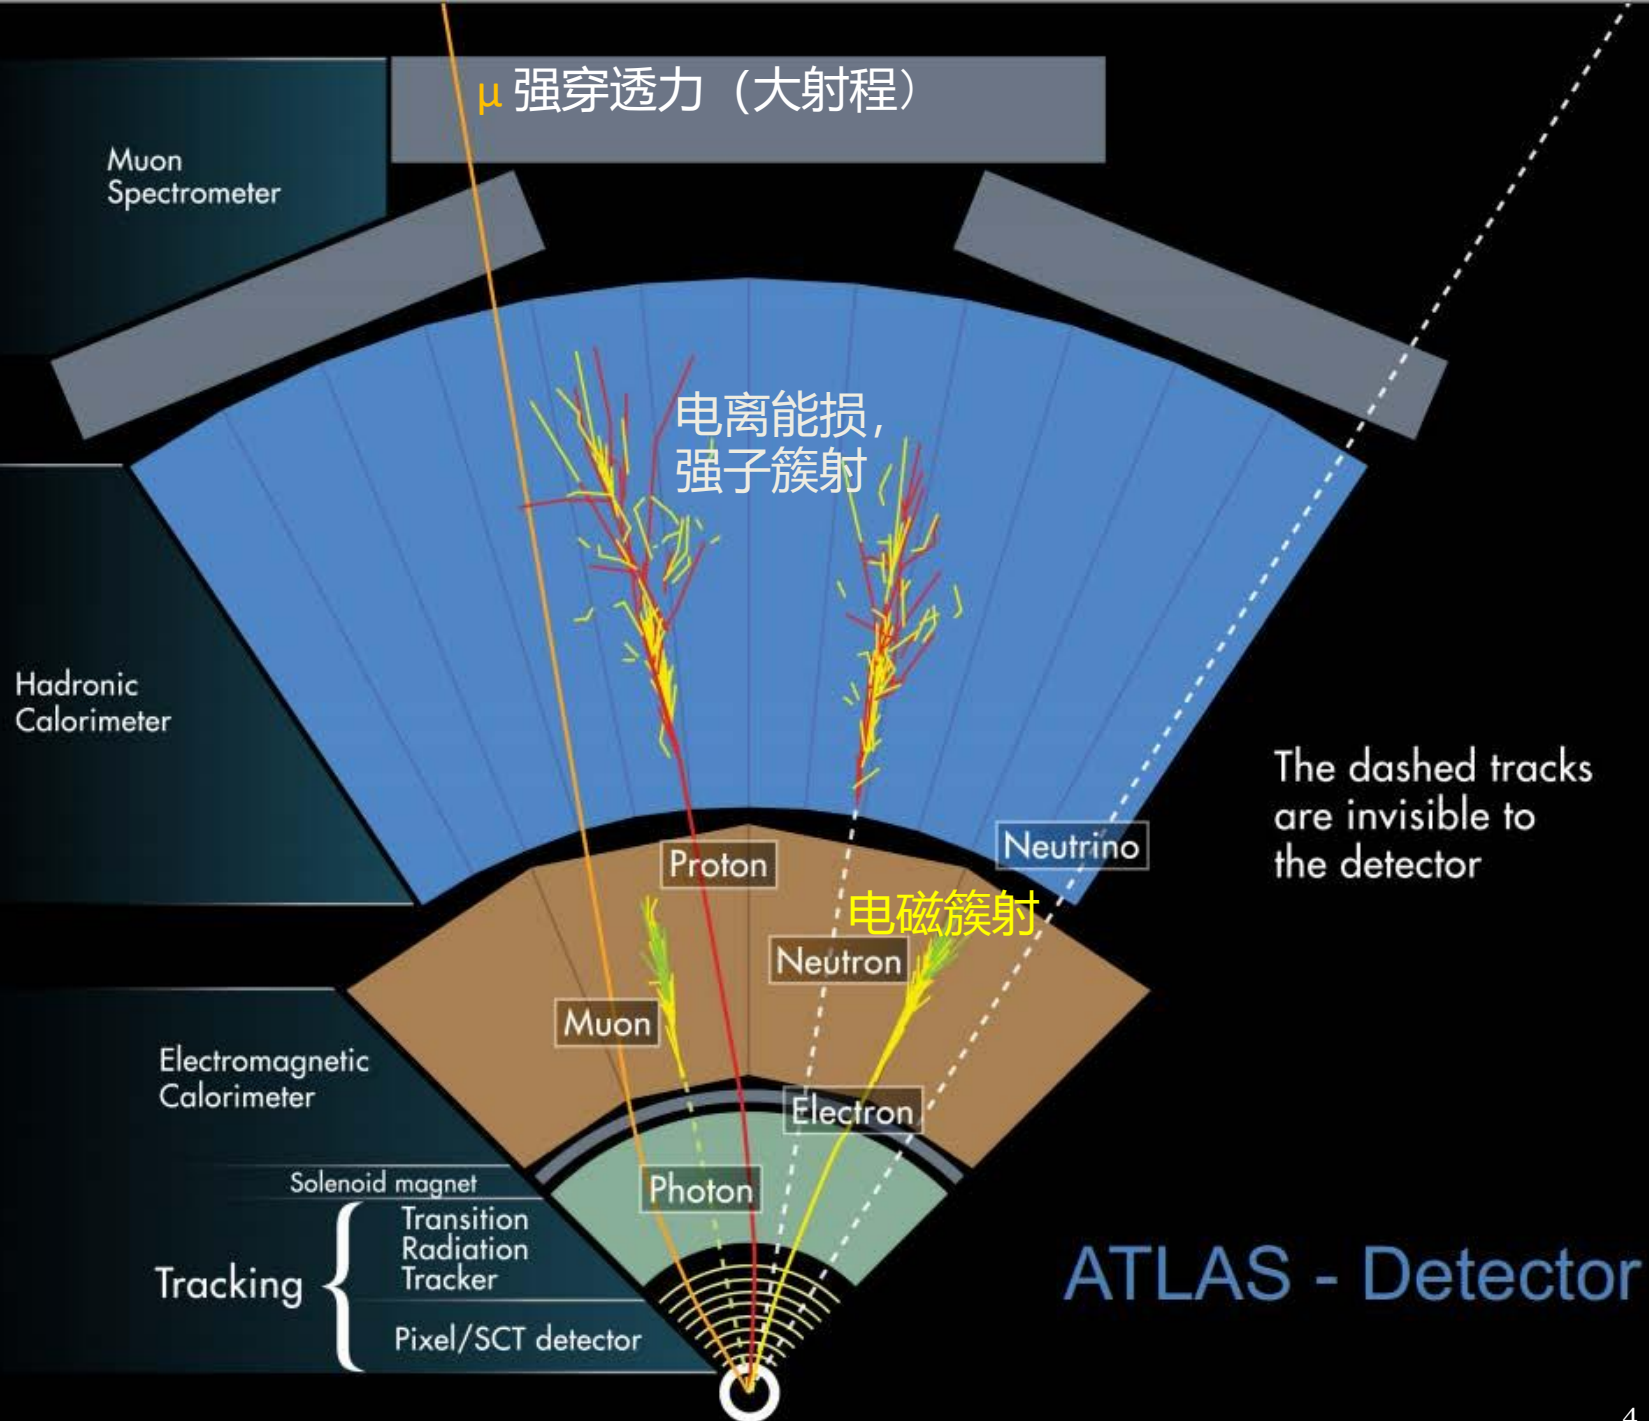 μ 强穿透力（大射程）
Muon
Spectrometer
电离能损，
强子簇射
Hadronic
Calorimeter
The dashed tracks
are invisible to
the detector
Neutrino
Proton
电磁簇射
Neutron
Muon
Electromagnetic
Calorimeter
Electron
Photon
Solenoid magnet
Tracking
Transition
Radiation
Tracker
Pixel/SCT detector
ATLAS - Detector
4